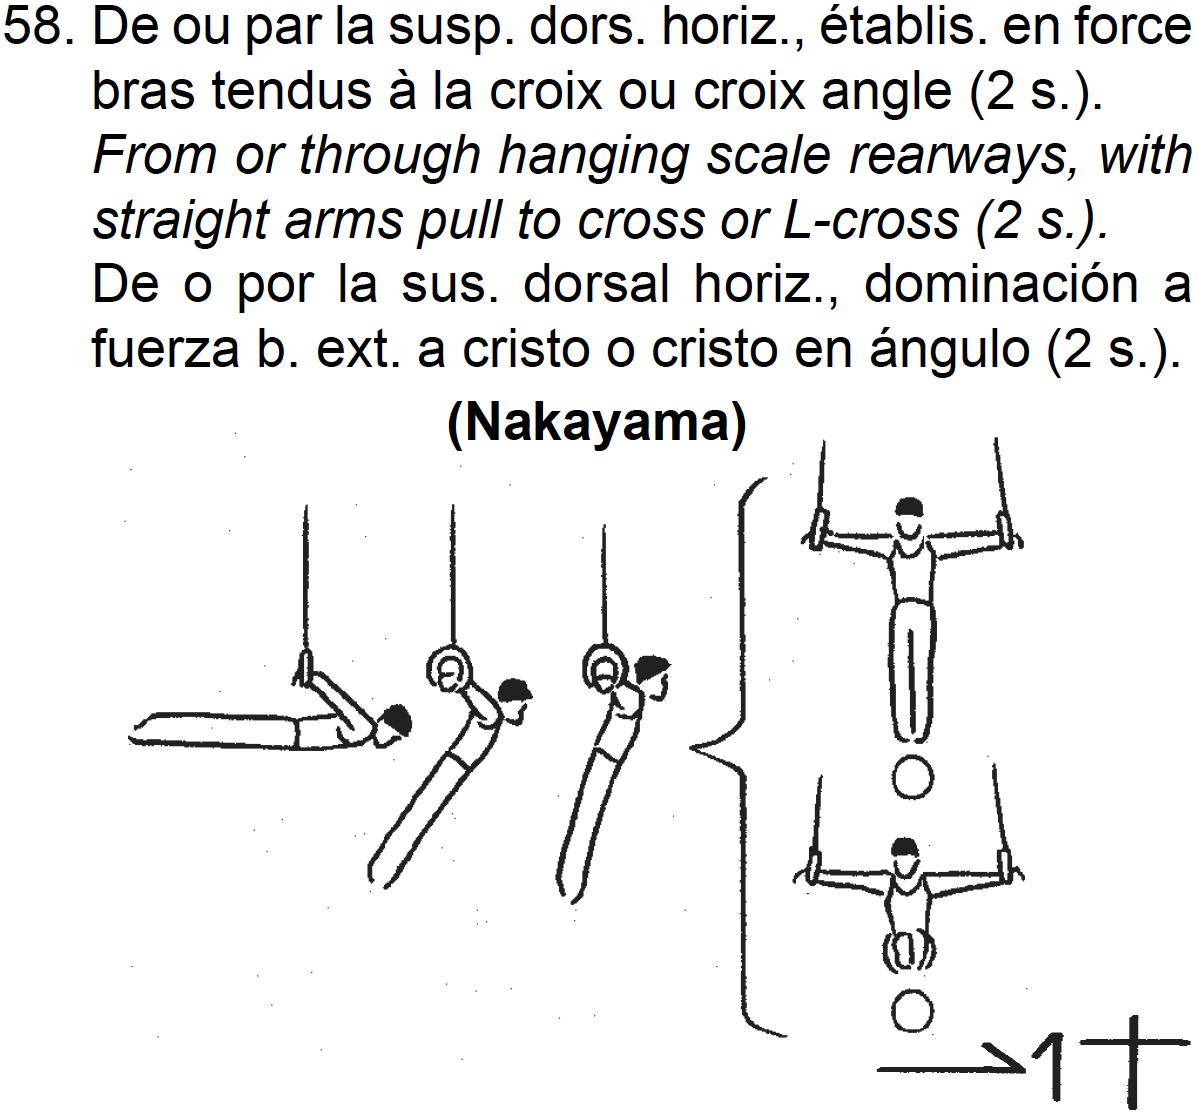 58. De ou par la susp. dors. horiz., établis. en force
bras tendus à la croix ou croix angle (2 s.).
From or through hanging scale rearways, with
straight arms pull to cross or L-cross (2 s.).
De o por la sus. dorsal horiz., dominación a
fuerza b. ext. a cristo o cristo en ángulo (2 s.).
(Nakayama)